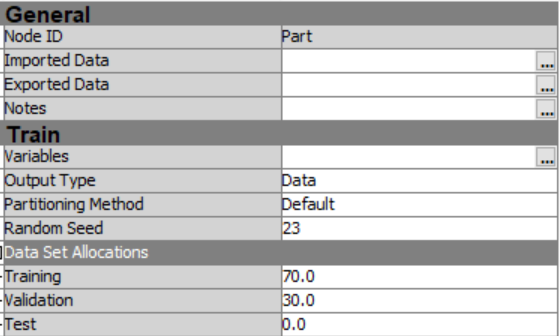 General
Node ID Part
Imported Data ...
Exported Data ...
Notes ...
Train
Variables ...
Output Type Data
Partitioning Method Default
Random Seed 23
Data Set Allocations
Training 70.0
Validation 30.0
Test 0.0